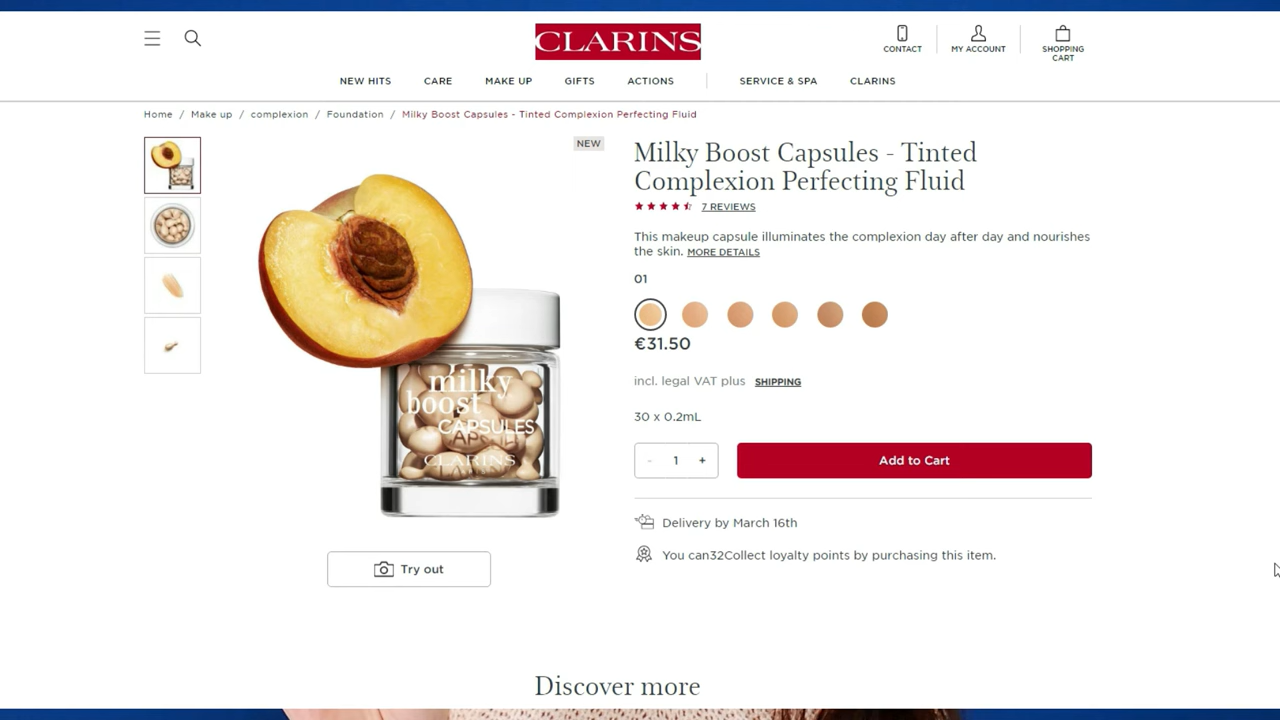 CLARINS
CONTACT
MY ACCOUNT
SHOPPING
CART
NEW HITS
CARE
MAKE UP
GIFTS
ACTIONS
SERVICE & SPA
CLARINS
Home / Make up / complexion / Foundation / Milky Boost Capsules - Tinted Complexion Perfecting Fluid
NEW
milky
boost
CAPSULES
CLARINS
Try out
Milky Boost Capsules - Tinted
Complexion Perfecting Fluid
7 REVIEWS
This makeup capsule illuminates the complexion day after day and nourishes
the skin. MORE DETAILS
01
€31.50
incl. legal VAT plus SHIPPING
30 x 0.2mL
- 1 +
Add to Cart
Delivery by March 16th
You can32Collect loyalty points by purchasing this item.
Discover more